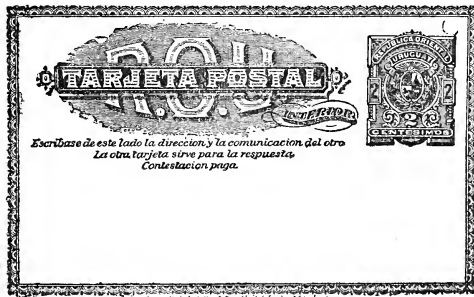 R.O.U
TARJETA POSTAL
INTERIOR
Escríbase de este lado la direccion y la comunicacion del otro
La otra tarjeta sirve para la respuesta,
Contestacion paga.
REPUBLICA ORIENTAL
URUGUAY
2 2
2
CENTESIMOS